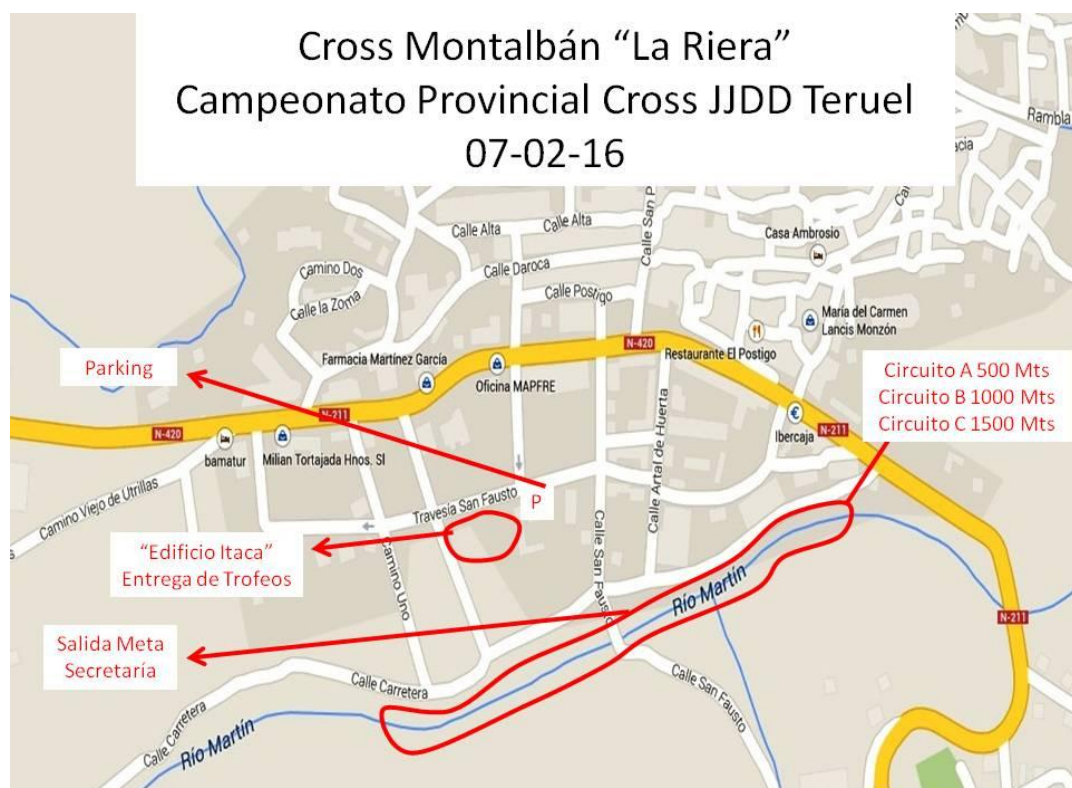 Cross Montalbán “La Riera”
Campeonato Provincial Cross JJDD Teruel
07-02-16
Rambla
Calle Alta
Calle Alta
Calle San P
Casa Ambrosio
Camino Dos
Calle Daroca
Calle la Zoma
Calle Postigo
María del Carmen
Lancis Monzón
Farmacia Martínez García
N-420
Restaurante El Postigo
Parking
Oficina MAPFRE
Circuito A 500 Mts
Circuito B 1000 Mts
Circuito C 1500 Mts
N-211
N-420
Ibercaja
N-211
bamatur
Milian Tortajada Hnos. Sl
Calle Artal de Huerta
Camino Viejo de Utrillas
Travesía San Fausto
P
“Edificio Itaca”
Entrega de Trofeos
Camino Uno
Calle San Fausto
Río Martín
N-211
Salida Meta
Secretaría
Calle Carretera
Calle San Fausto
Calle Carretera
Río Martín